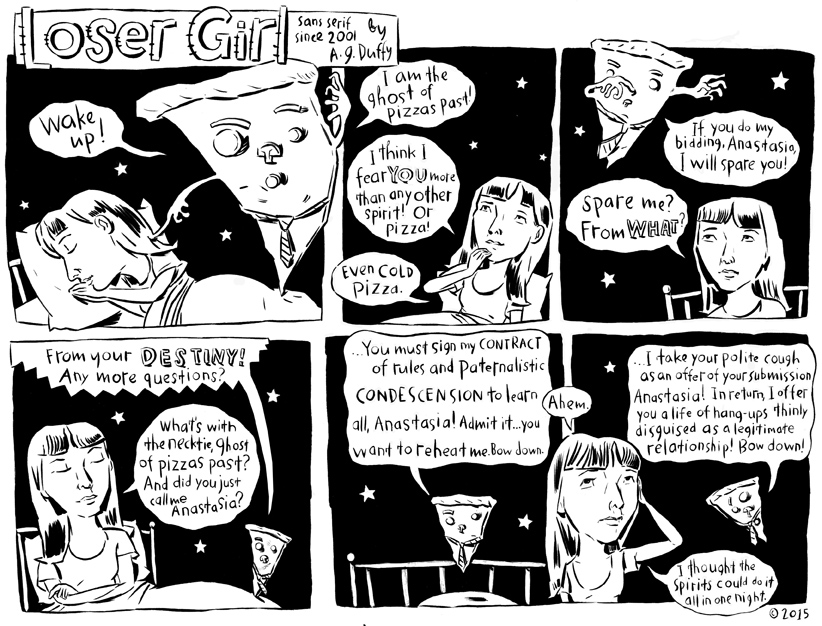 Loser Girl
sans serif
since 2001
by
A. G. Duffy
Wake
up!
I am the
ghost of
pizzas past!
I think I
fear YOU more
than any other
spirit! Or
pizza!
Even COLD
pizza.
If you do my
bidding, Anastasia,
I will spare you!
Spare me?
From WHAT?
From your DESTINY!
Any more questions?
What's with
the necktie, ghost
of pizzas past?
And did you just
call me
Anastasia?
...You must sign my CONTRACT
of rules and paternalistic
CONDESCENSION to learn
all, Anastasia! Admit it...you
want to reheat me. Bow down.
Ahem.
...I take your polite cough
as an offer of your submission
Anastasia! In return, I offer
you a life of hang-ups thinly
disguised as a legitimate
relationship! Bow down!
I thought the
spirits could do it
all in one night.
©2015